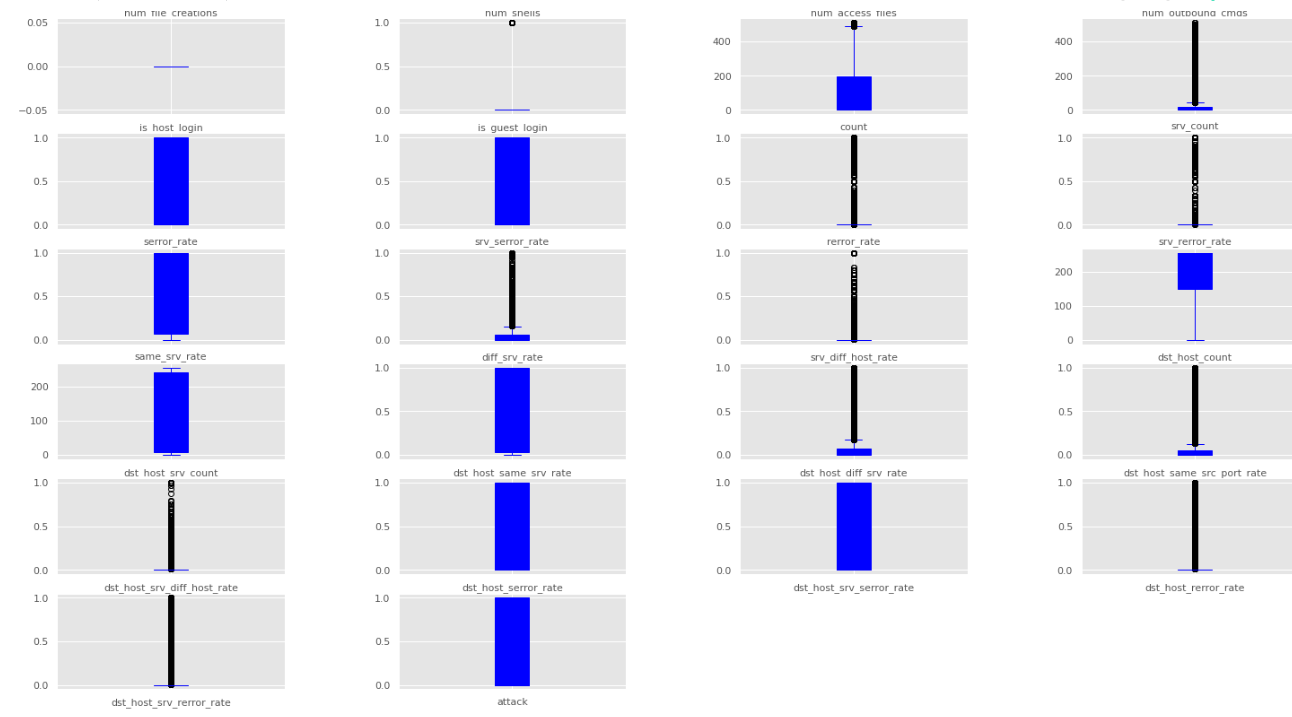 num_file_creations
num_shells
num_access_files
num_outbound_cmds
0.05
0.00
−0.05
1.0
0.5
0.0
400
200
0
400
200
0
is_host_login
is_guest_login
count
srv_count
1.0
0.5
0.0
1.0
0.5
0.0
1.0
0.5
0.0
1.0
0.5
0.0
serror_rate
srv_serror_rate
rerror_rate
srv_rerror_rate
1.0
0.5
0.0
1.0
0.5
0.0
1.0
0.5
0.0
200
100
0
same_srv_rate
diff_srv_rate
srv_diff_host_rate
dst_host_count
200
100
0
1.0
0.5
0.0
1.0
0.5
0.0
1.0
0.5
0.0
dst_host_srv_count
dst_host_same_srv_rate
dst_host_diff_srv_rate
dst_host_same_src_port_rate
1.0
0.5
0.0
1.0
0.5
0.0
1.0
0.5
0.0
1.0
0.5
0.0
dst_host_srv_diff_host_rate
dst_host_serror_rate
dst_host_srv_serror_rate
dst_host_rerror_rate
1.0
0.5
0.0
1.0
0.5
0.0
dst_host_srv_rerror_rate
attack